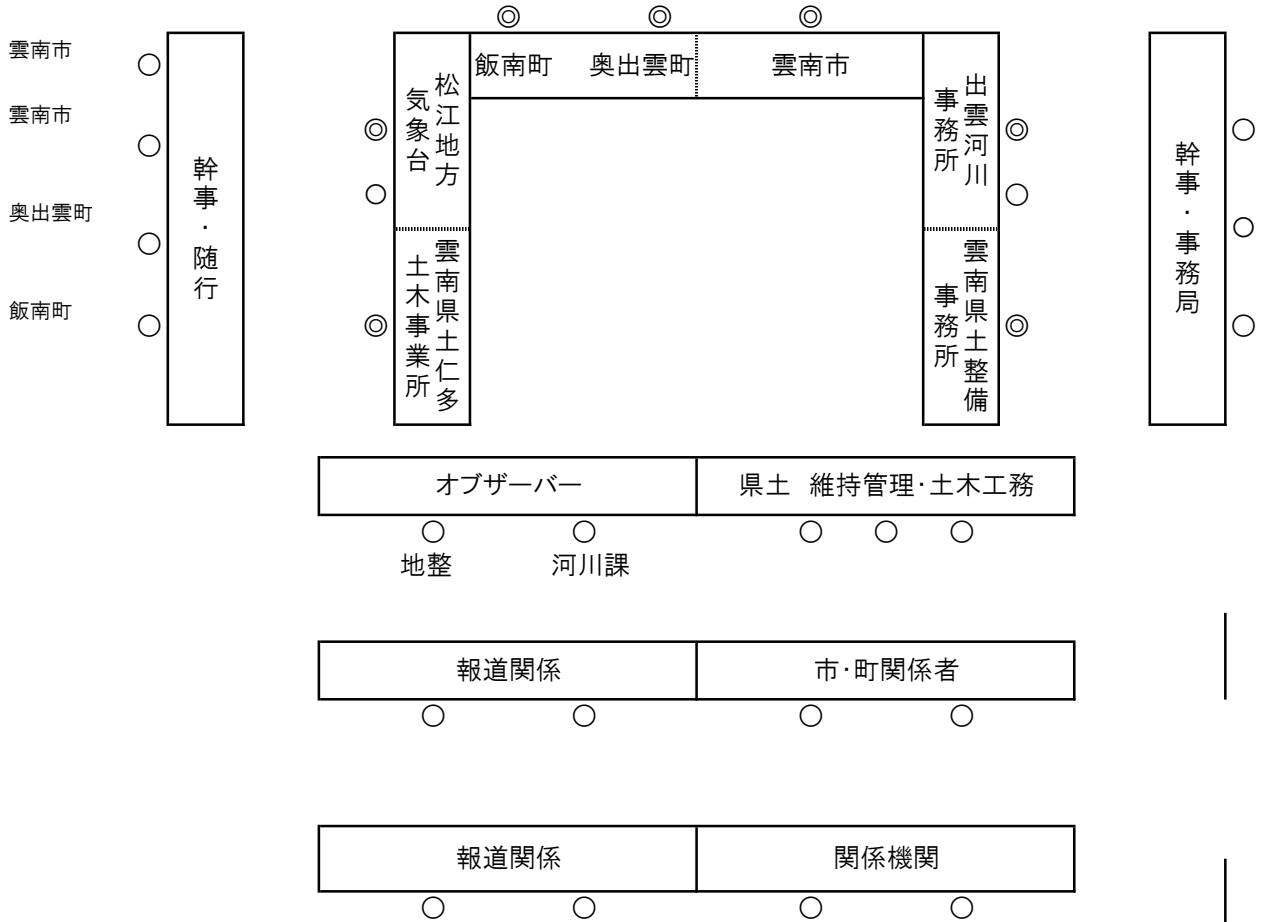 ◎ ◎ ◎
雲南市
雲南市
奥出雲町
飯南町
○
○
○
○
幹事・随行
◎
○
◎
松江地方
気象台
雲南県土仁多
土木事業所
飯南町 奥出雲町
雲南市
出雲河川
事務所
雲南県土整備
事務所
◎
○
◎
幹事・事務局
○
○
○
オブザーバー
県土 維持管理・土木工務
○ ○ ○ ○ ○
地整 河川課
報道関係
市・町関係者
○ ○ ○ ○
報道関係
関係機関
○ ○ ○ ○